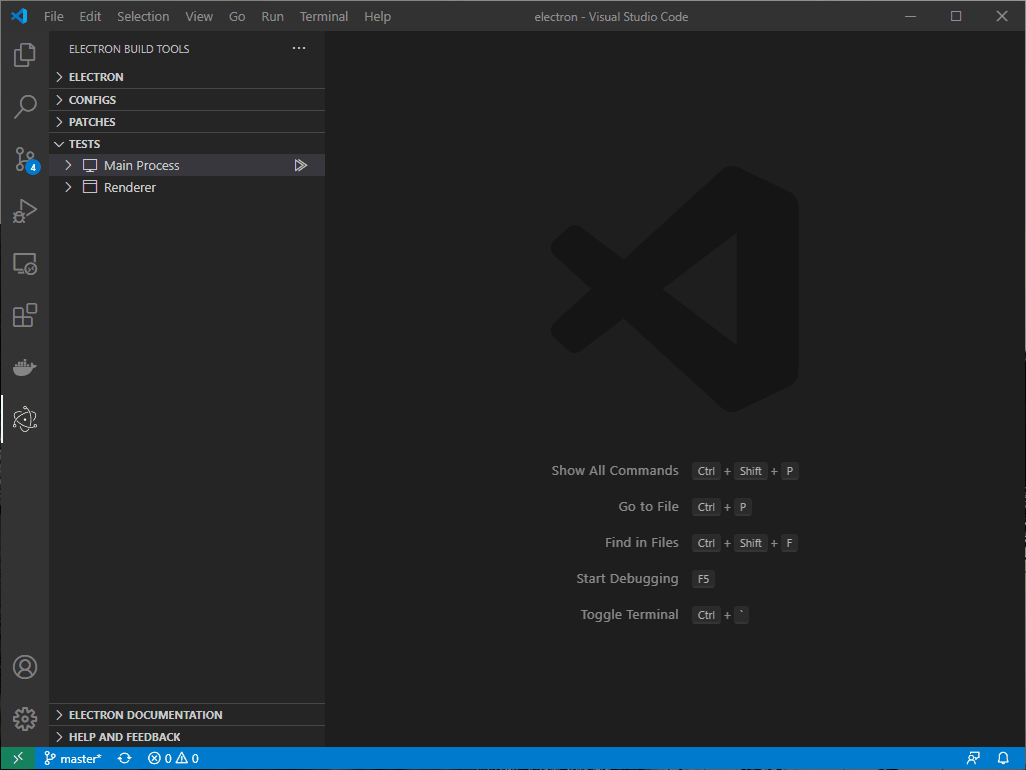 File Edit Selection View Go Run Terminal Help electron - Visual Studio Code
ELECTRON BUILD TOOLS
ELECTRON
CONFIGS
PATCHES
TESTS
Main Process
Renderer
4
Show All Commands Ctrl + Shift + P
Go to File Ctrl + P
Find in Files Ctrl + Shift + F
Start Debugging F5
Toggle Terminal Ctrl + `
ELECTRON DOCUMENTATION
HELP AND FEEDBACK
master* 0 0